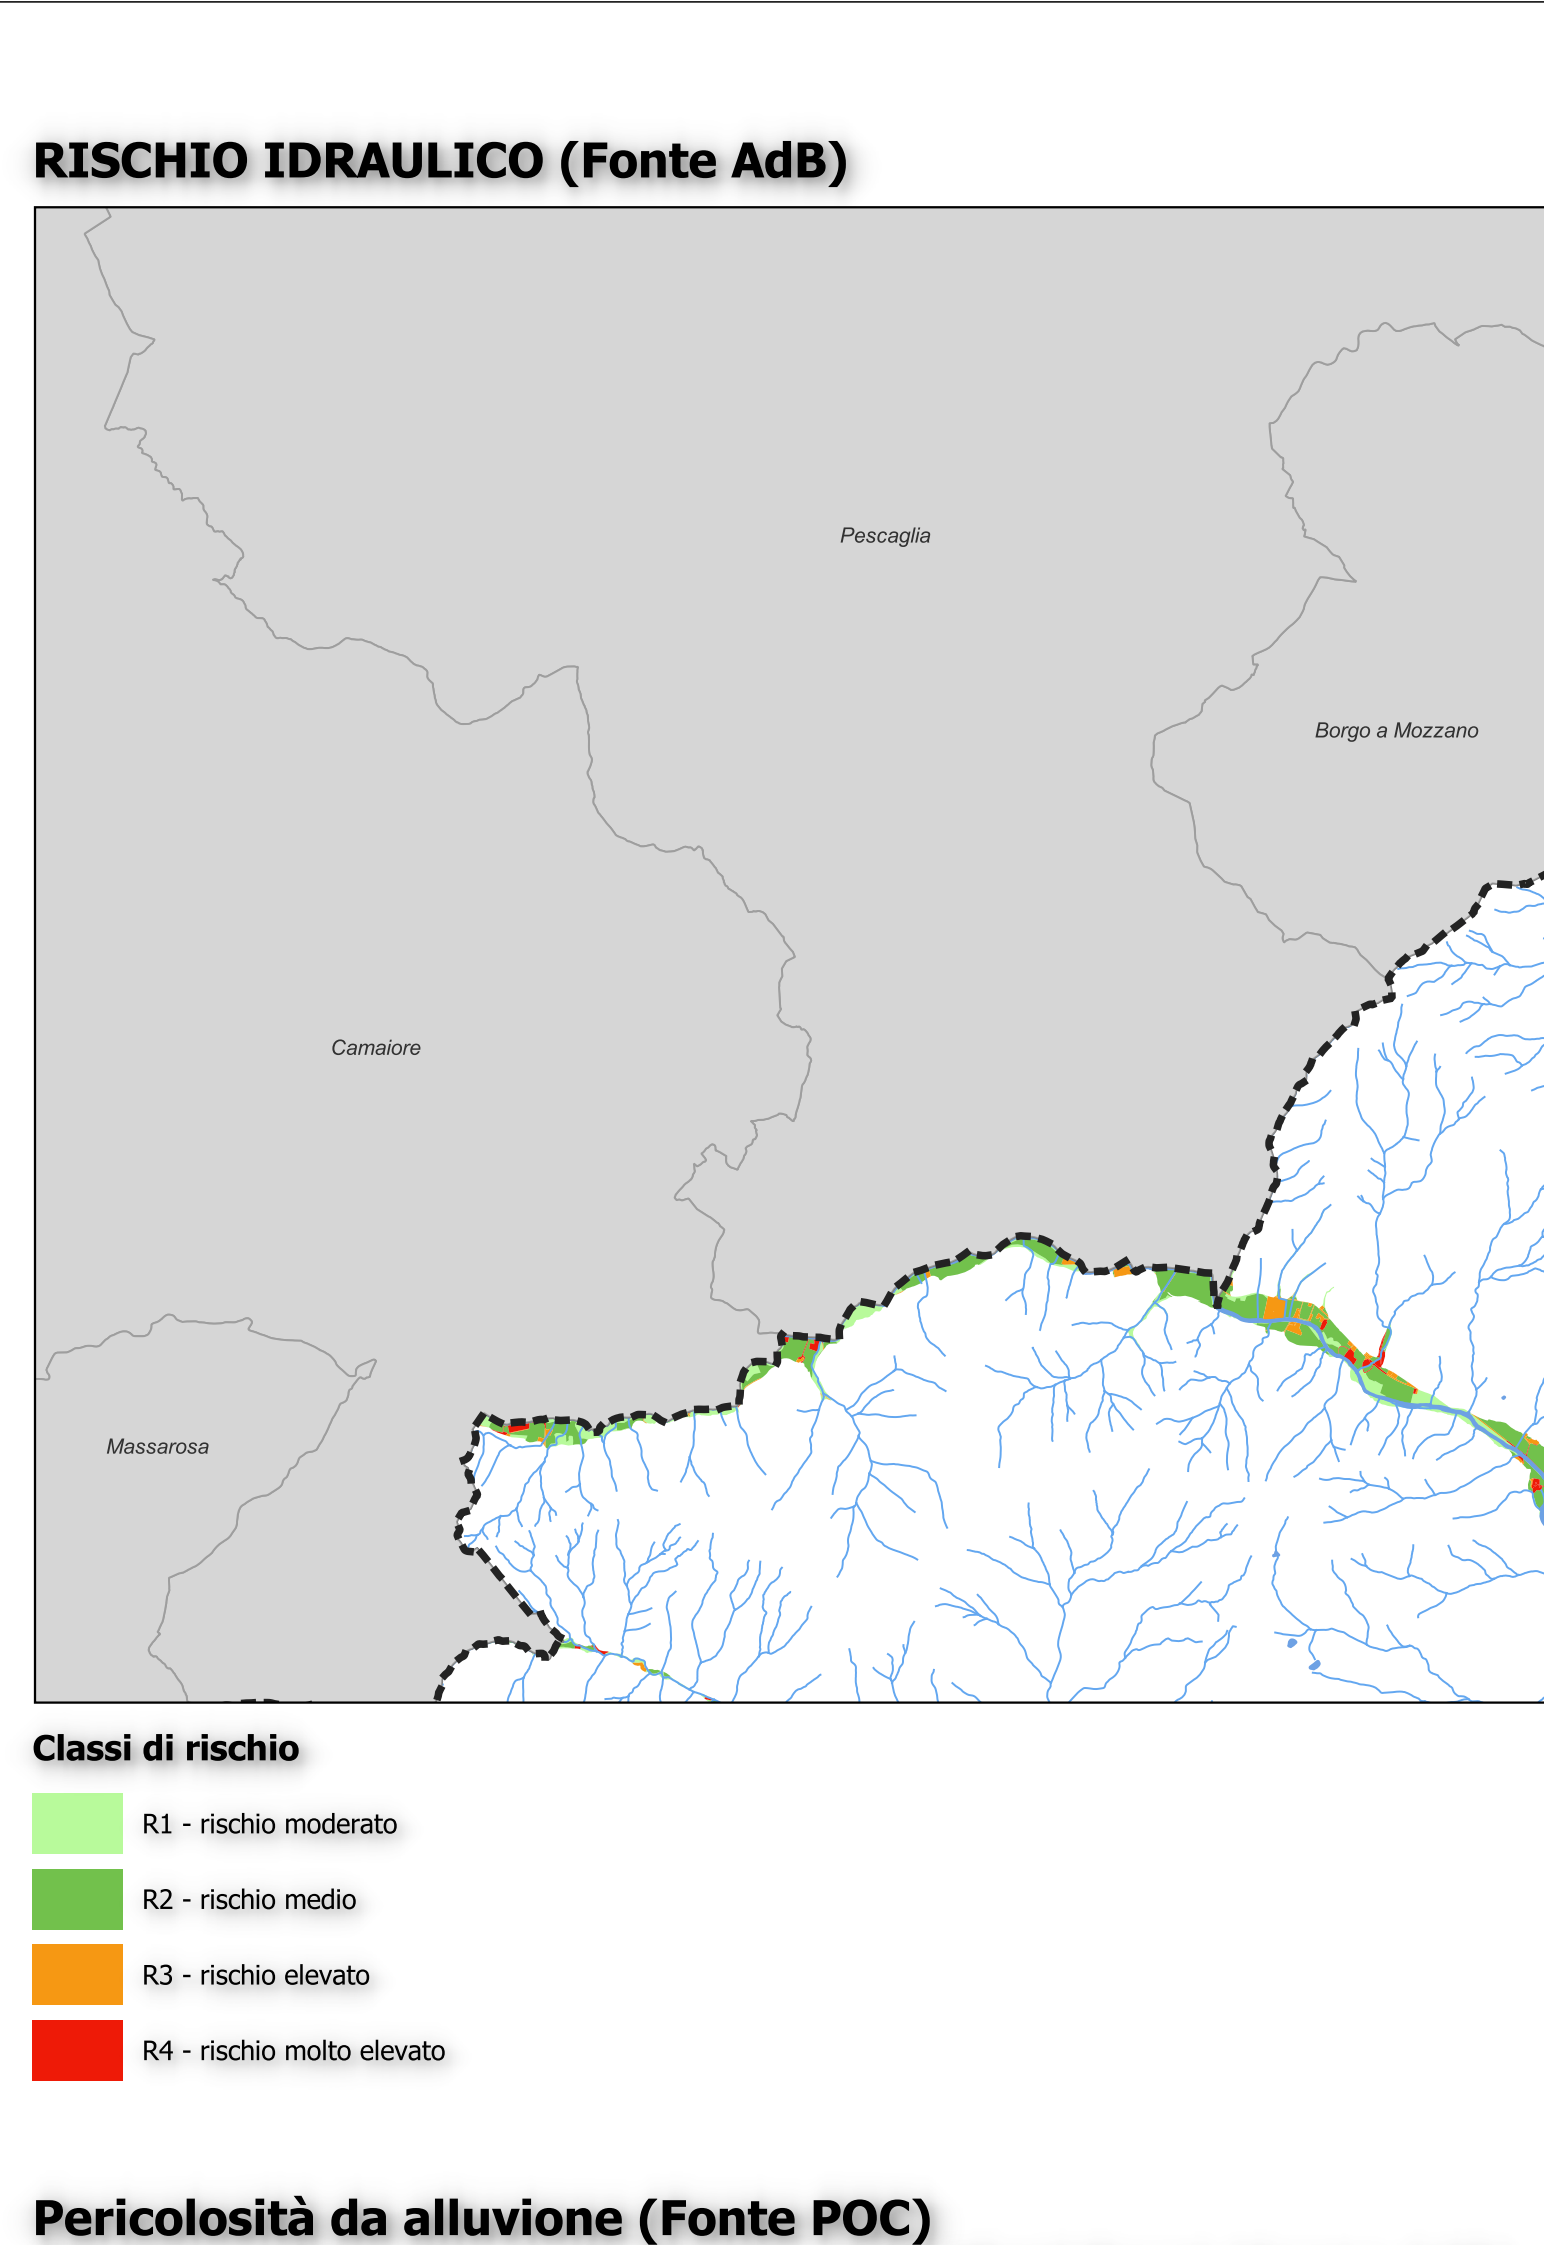 RISCHIO IDRAULICO (Fonte AdB)
Pescaglia
Borgo a Mozzano
Camaiore
Massarosa
Classi di rischio
R1 - rischio moderato
R2 - rischio medio
R3 - rischio elevato
R4 - rischio molto elevato
Pericolosità da alluvione (Fonte POC)